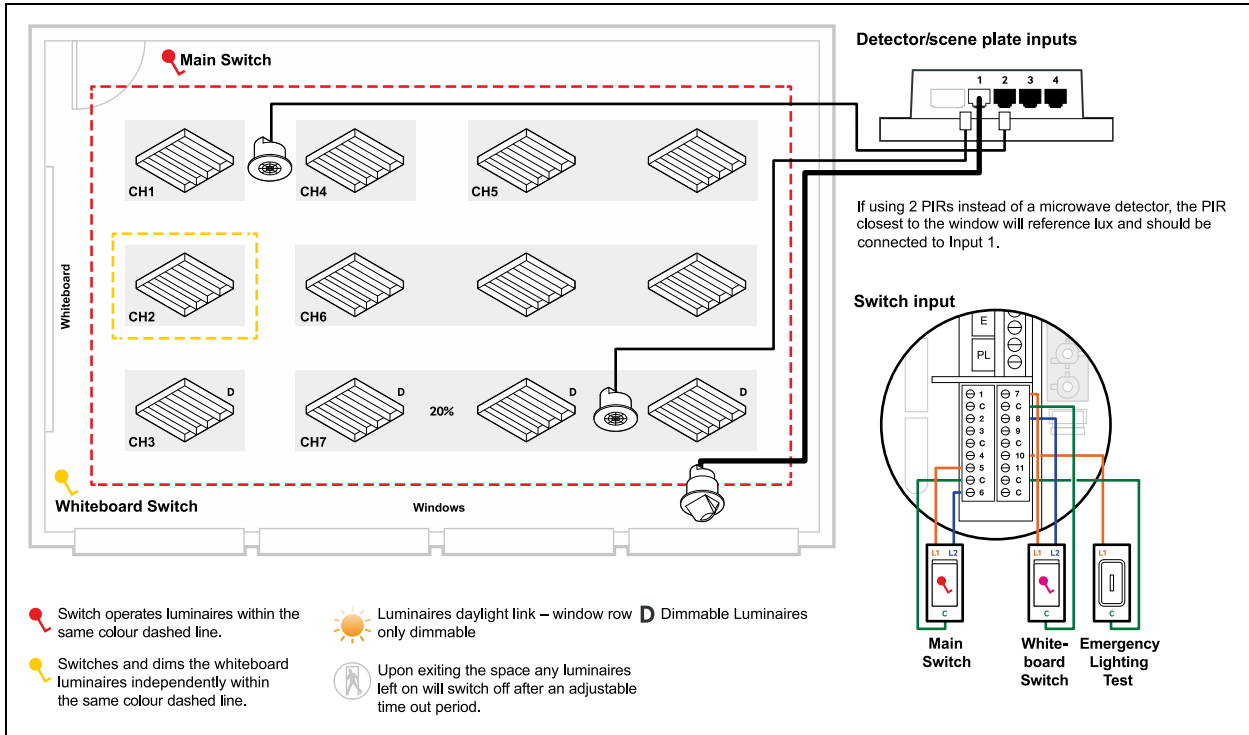 Main Switch
CH1
CH4
CH5
Whiteboard
CH2
CH6
D
D
D
D
20%
CH3
CH7
Whiteboard Switch
Windows
Detector/scene plate inputs
1
2
3
4
If using 2 PIRs instead of a microwave detector, the PIR
closest to the window will reference lux and should be
connected to Input 1.
Switch input
E
PL
1
C
2
3
C
4
5
C
6
7
C
8
9
C
10
11
C
C
L1 L2
L1 L2
L1
C
C
C
Main
Switch
White-
board
Switch
Emergency
Lighting
Test
Switch operates luminaires within the
same colour dashed line.
Switches and dims the whiteboard
luminaires independently within
the same colour dashed line.
Luminaires daylight link – window row
only dimmable
Upon exiting the space any luminaires
left on will switch off after an adjustable
time out period.
D Dimmable Luminaires